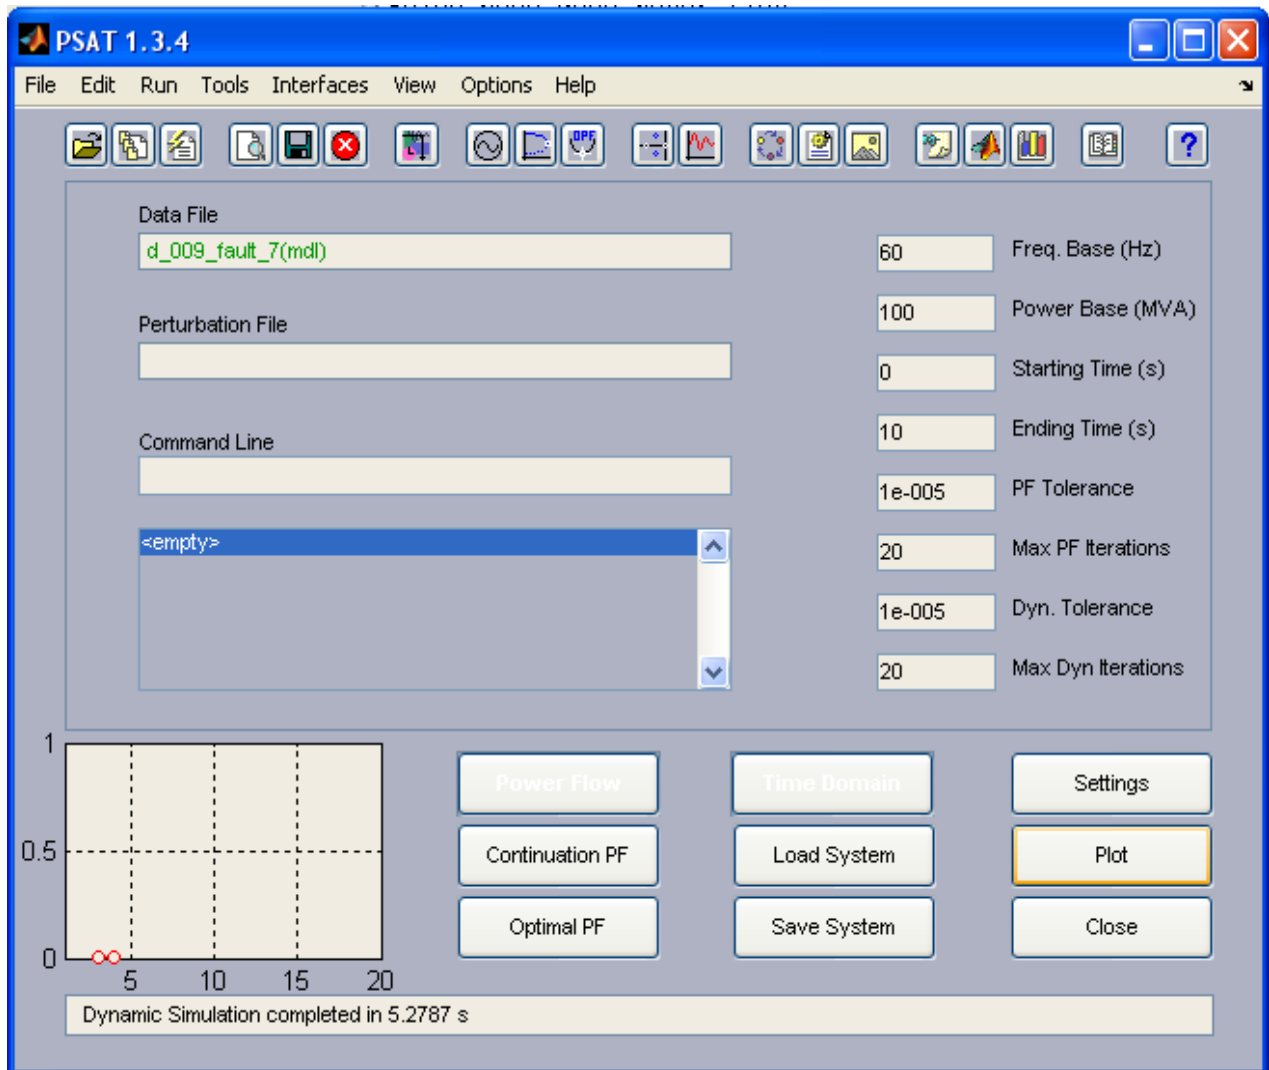 PSAT 1.3.4
File Edit Run Tools Interfaces View Options Help
OPF
?
Data File
d_009_fault_7(mdl)
60 Freq. Base (Hz)
100 Power Base (MVA)
Perturbation File
0 Starting Time (s)
10 Ending Time (s)
Command Line
1e-005 PF Tolerance
<empty>
20 Max PF Iterations
1e-005 Dyn. Tolerance
20 Max Dyn Iterations
1
0.5
0
5 10 15 20
Power Flow Time Domain Settings
Continuation PF Load System Plot
Optimal PF Save System Close
Dynamic Simulation completed in 5.2787 s